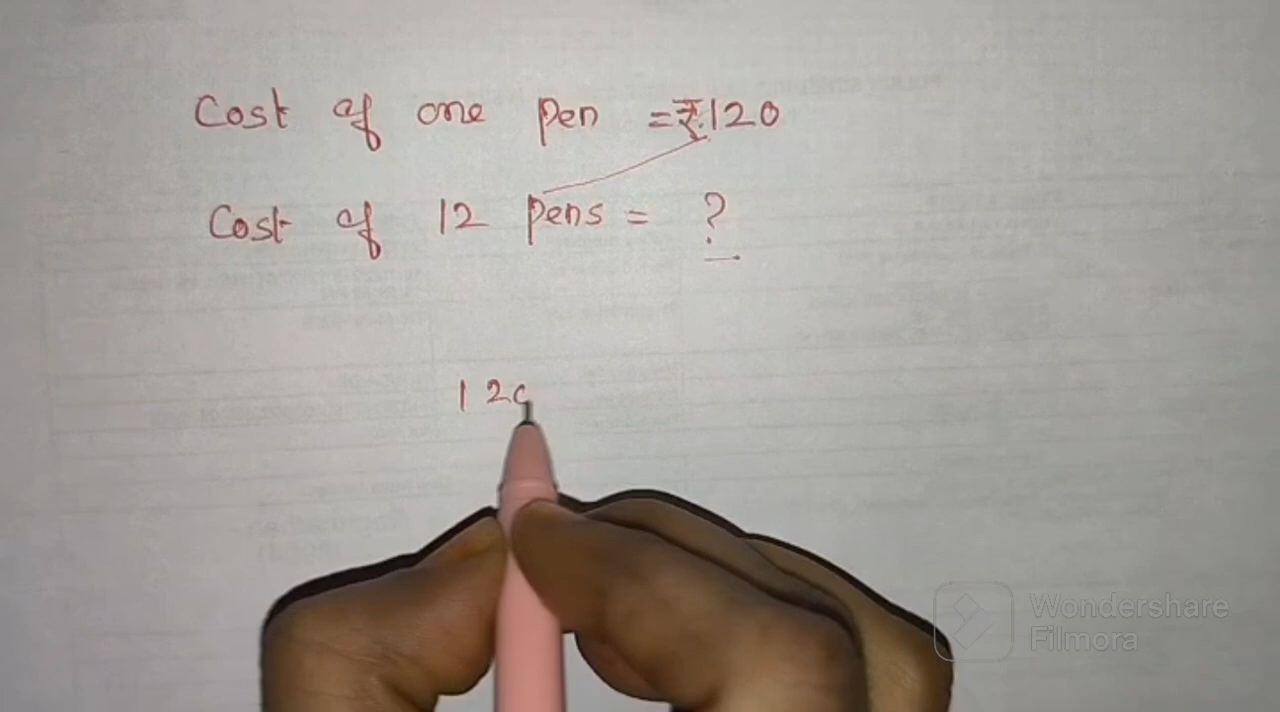 Cost of one pen = ₹.120
Cost of 12 pens = ?
120
Wondershare
Filmora